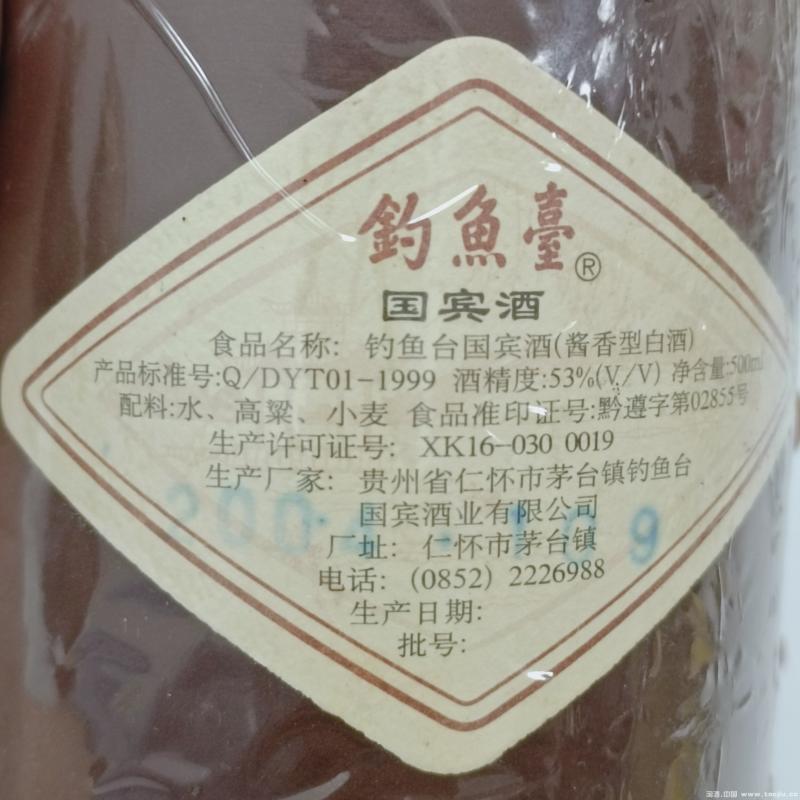 釣魚臺®
国宾酒
食品名称: 钓鱼台国宾酒(酱香型白酒)
产品标准号:Q/DYT01-1999 酒精度:53%(V/V) 净含量:500ml
配料:水、高粱、小麦 食品准印证号:黔遵字第02855号
生产许可证号: XK16-030 0019
生产厂家: 贵州省仁怀市茅台镇钓鱼台
国宾酒业有限公司
厂址: 仁怀市茅台镇
电话: (0852) 2226988
生产日期:
批号: